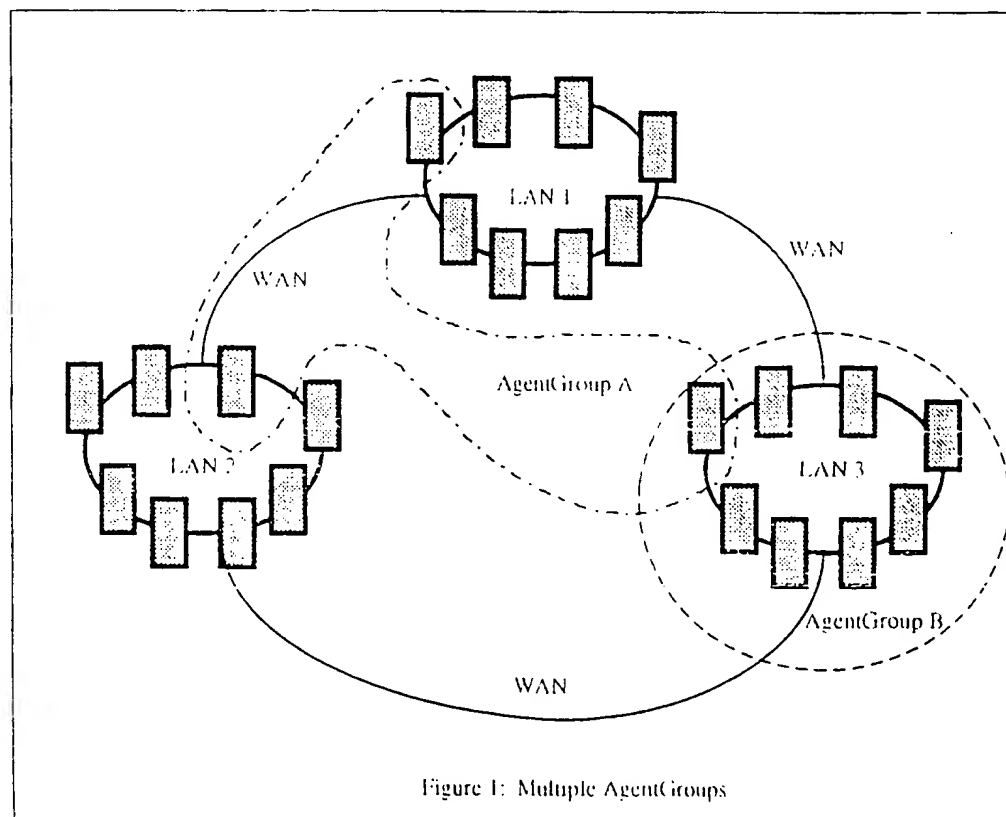 LAN 1
WAN
WAN
AgentGroup A
LAN 2
LAN 3
AgentGroup B
WAN
Figure 1: Multiple AgentGroups